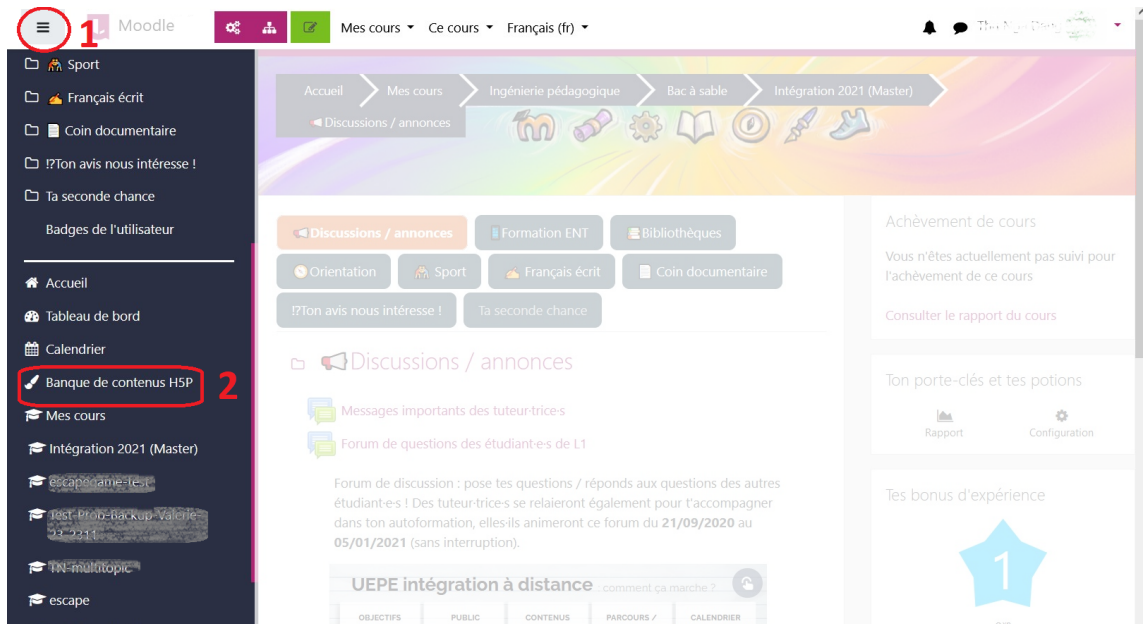 1
Moodle
Mes cours
Ce cours
Français (fr)
Sport
Français écrit
Coin documentaire
!?Ton avis nous intéresse !
Ta seconde chance
Badges de l'utilisateur
Accueil
Tableau de bord
Calendrier
Banque de contenus H5P
2
Mes cours
Intégration 2021 (Master)
escape
Accueil
Mes cours
Ingénierie pédagogique
Bac à sable
Intégration 2021 (Master)
Discussions / annonces
Discussions / annonces
Formation ENT
Bibliothèques
Orientation
Sport
Français écrit
Coin documentaire
!?Ton avis nous intéresse !
Ta seconde chance
Discussions / annonces
Messages importants des tuteur·trice·s
Forum de questions des étudiant·e·s de L1
Forum de discussion : pose tes questions / réponds aux questions des autres
étudiant·e·s ! Des tuteur·trice·s se relaieront également pour t'accompagner
dans ton autoformation, elles·ils animeront ce forum du 21/09/2020 au
05/01/2021 (sans interruption).
UEPE intégration à distance : comment ça marche ?
OBJECTIFS
PUBLIC
CONTENUS
PARCOURS /
CALENDRIER
Achèvement de cours
Vous n'êtes actuellement pas suivi pour
l'achèvement de ce cours
Consulter le rapport du cours
Ton porte-clés et tes potions
Rapport
Configuration
Tes bonus d'expérience
1